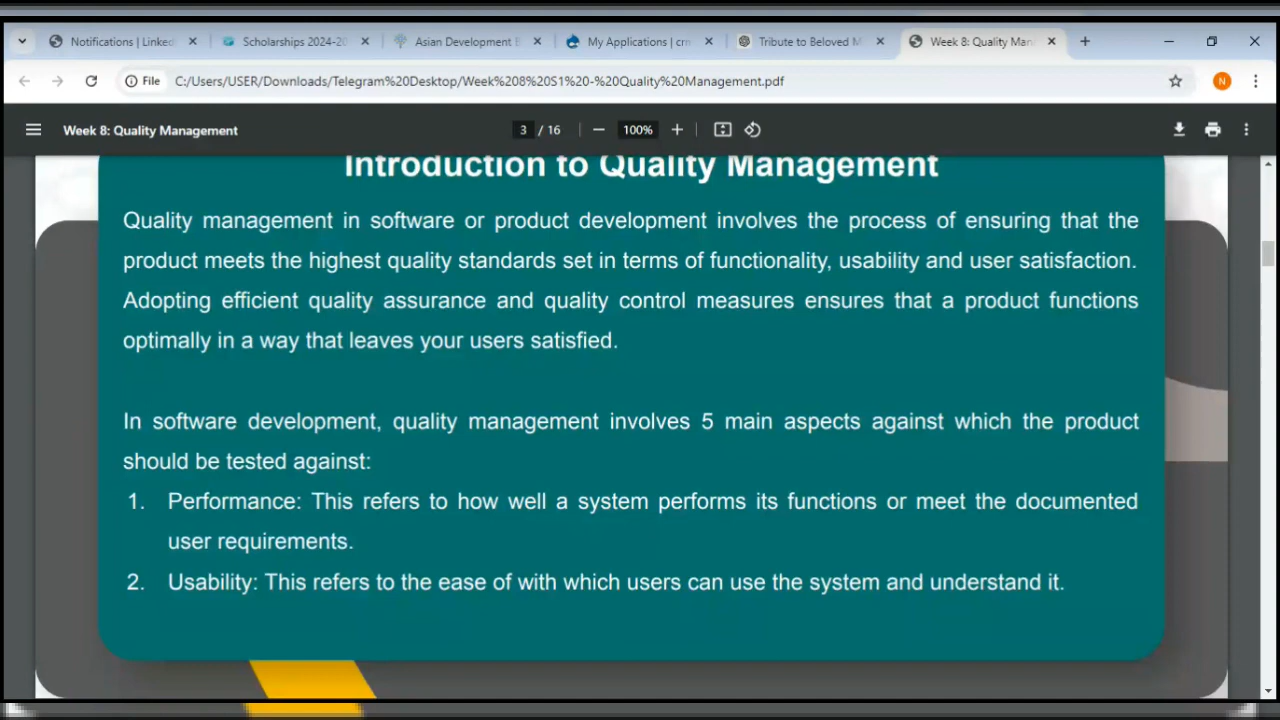 Notifications | Linked
Scholarships 2024-20
Asian Development B
My Applications | crn
Tribute to Beloved M
Week 8: Quality Man
File
C:/Users/USER/Downloads/Telegram%20Desktop/Week%208%20S1%20-%20Quality%20Management.pdf
N
Week 8: Quality Management
3 / 16
100%
Introduction to Quality Management
Quality management in software or product development involves the process of ensuring that the
product meets the highest quality standards set in terms of functionality, usability and user satisfaction.
Adopting efficient quality assurance and quality control measures ensures that a product functions
optimally in a way that leaves your users satisfied.
In software development, quality management involves 5 main aspects against which the product
should be tested against:
1. Performance: This refers to how well a system performs its functions or meet the documented
user requirements.
2. Usability: This refers to the ease of with which users can use the system and understand it.